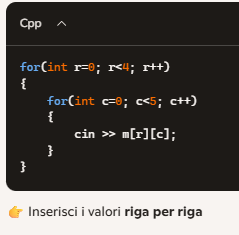 Cpp
for(int r=0; r<4; r++)
{
    for(int c=0; c<5; c++)
    {
        cin >> m[r][c];
    }
}
👉 Inserisci i valori riga per riga